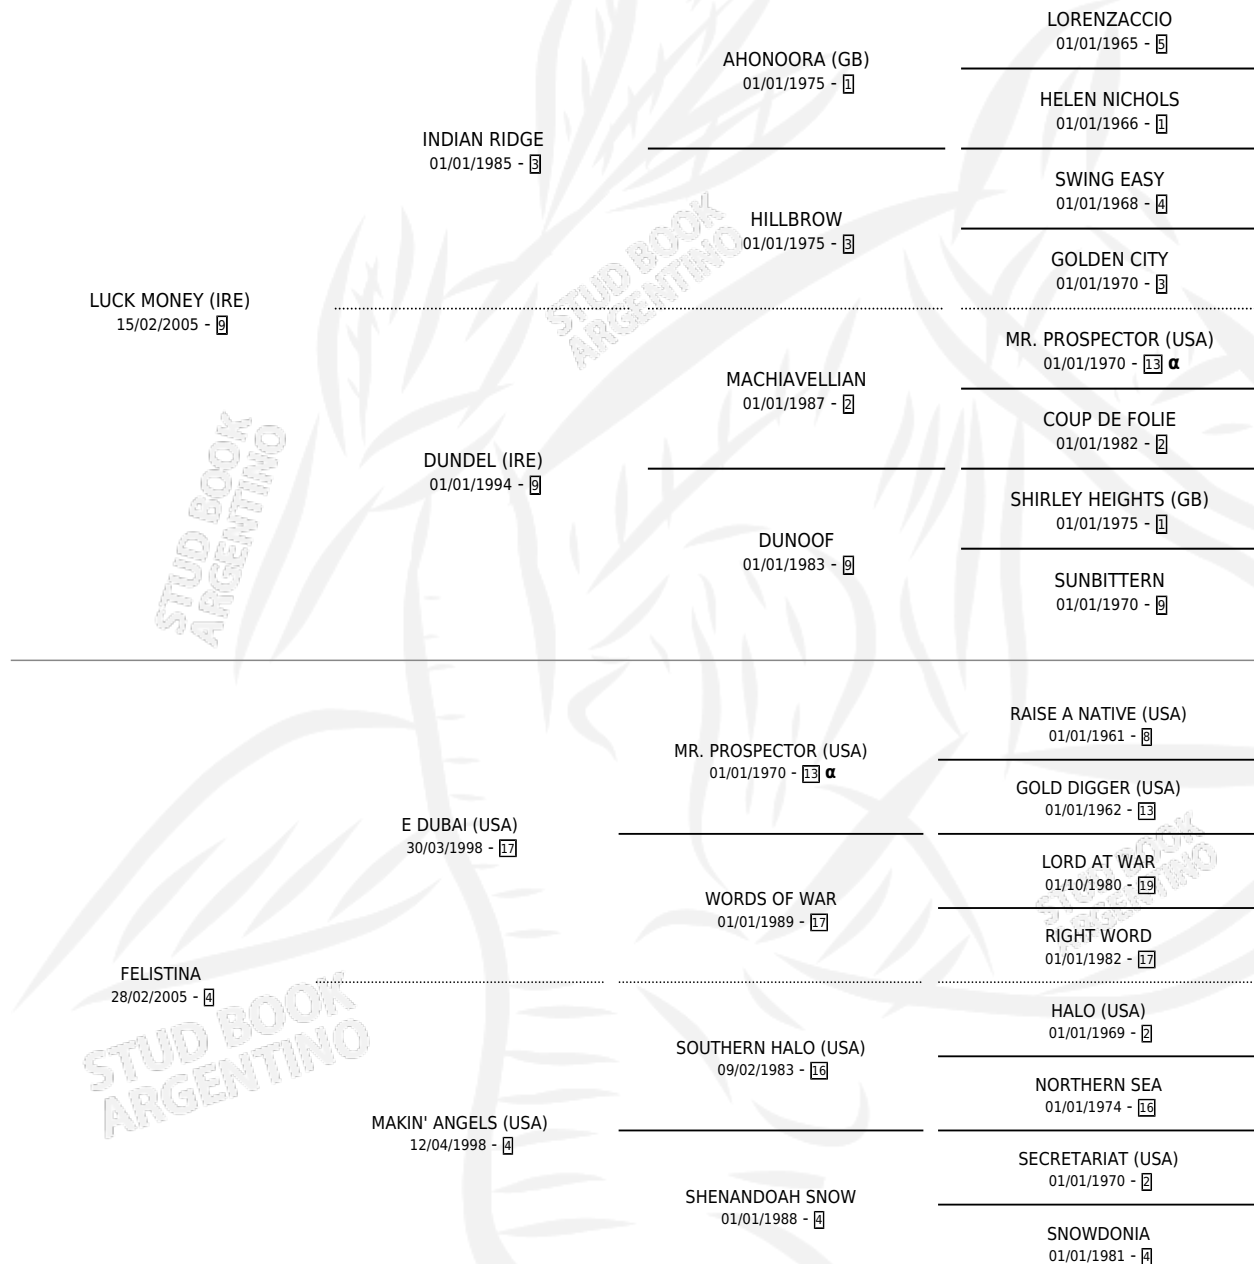 LORENZACCIO
01/01/1965 - 5
AHONOORA (GB)
01/01/1975 - 1
HELEN NICHOLS
01/01/1966 - 1
INDIAN RIDGE
01/01/1985 - 3
SWING EASY
01/01/1968 - 4
HILLBROW
01/01/1975 - 3
GOLDEN CITY
01/01/1970 - 3
LUCK MONEY (IRE)
15/02/2005 - 9
MR. PROSPECTOR (USA)
01/01/1970 - 13 α
MACHIAVELLIAN
01/01/1987 - 2
COUP DE FOLIE
01/01/1982 - 2
DUNDEL (IRE)
01/01/1994 - 9
SHIRLEY HEIGHTS (GB)
01/01/1975 - 1
DUNOOF
01/01/1983 - 9
SUNBITTERN
01/01/1970 - 9
RAISE A NATIVE (USA)
01/01/1961 - 8
MR. PROSPECTOR (USA)
01/01/1970 - 13 α
GOLD DIGGER (USA)
01/01/1962 - 13
E DUBAI (USA)
30/03/1998 - 17
LORD AT WAR
01/10/1980 - 19
WORDS OF WAR
01/01/1989 - 17
RIGHT WORD
01/01/1982 - 17
FELISTINA
28/02/2005 - 4
HALO (USA)
01/01/1969 - 2
SOUTHERN HALO (USA)
09/02/1983 - 16
NORTHERN SEA
01/01/1974 - 16
MAKIN' ANGELS (USA)
12/04/1998 - 4
SECRETARIAT (USA)
01/01/1970 - 2
SHENANDOAH SNOW
01/01/1988 - 4
SNOWDONIA
01/01/1981 - 4
STUD BOOK
ARGENTINO
STUD BOOK
ARGENTINO
STUD BOOK
ARGENTINO
STUD BOOK
ARGENTINO